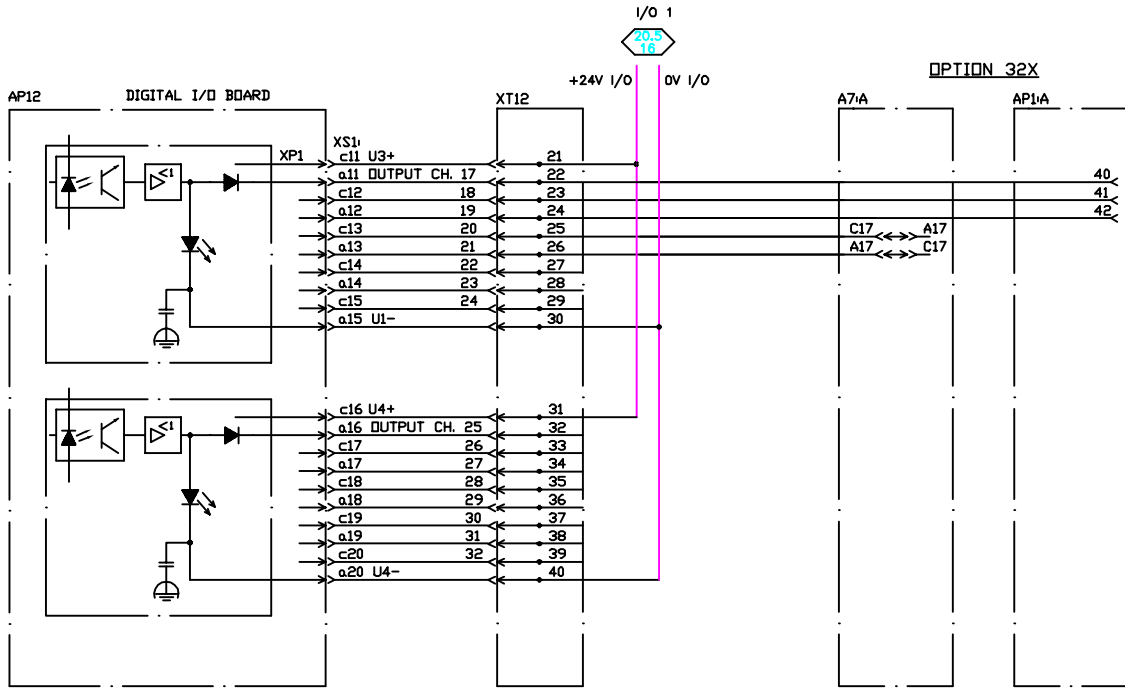 I/O 1
20.5
16
OPTION 32X
+24V I/O 0V I/O
AP12 DIGITAL I/O BOARD XT12 A7.A AP1.A
XS1.
XP1 c11 U3+ 21
<1 a11 OUTPUT CH. 17 22 40
c12 18 23 41
a12 19 24 42
c13 20 25 C17 A17
a13 21 26 A17 C17
c14 22 27
a14 23 28
c15 24 29
a15 U1- 30
c16 U4+ 31
<1 a16 OUTPUT CH. 25 32
c17 26 33
a17 27 34
c18 28 35
a18 29 36
c19 30 37
a19 31 38
c20 32 39
a20 U4- 40